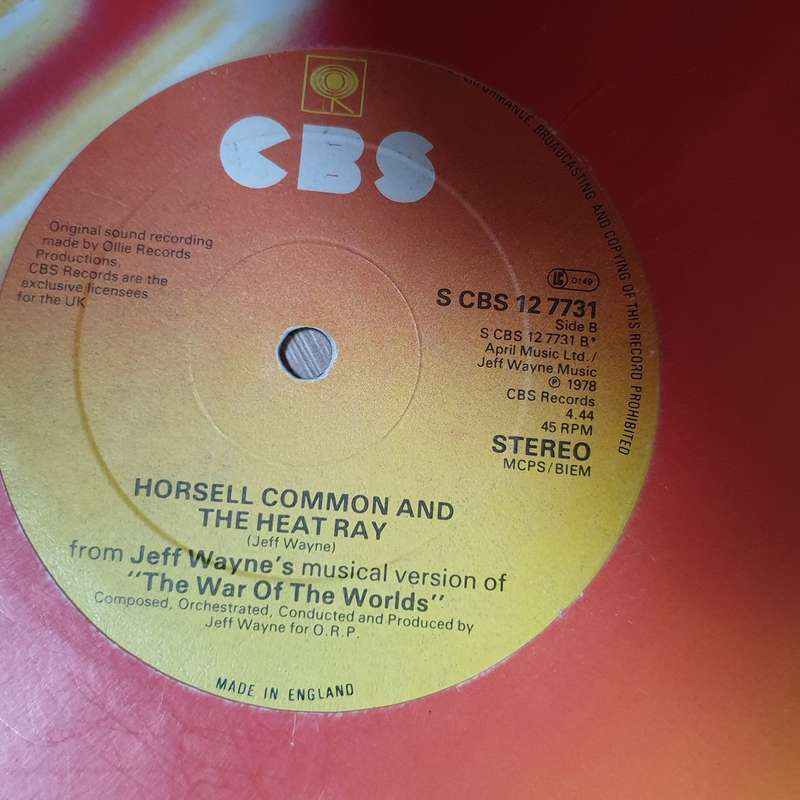 CBS
PERFORMANCE, BROADCASTING AND COPYING OF THIS RECORD PROHIBITED
Original sound recording
made by Ollie Records
Productions.
CBS Records are the
exclusive licensees
for the UK
LC 0149
S CBS 12 7731
Side B
S CBS 12 7731 B*
April Music Ltd./
Jeff Wayne Music
℗ 1978
CBS Records
4.44
45 RPM
STEREO
MCPS/BIEM
HORSELL COMMON AND
THE HEAT RAY
(Jeff Wayne)
from Jeff Wayne's musical version of
"The War Of The Worlds"
Composed, Orchestrated, Conducted and Produced by
Jeff Wayne for O.R.P.
MADE IN ENGLAND